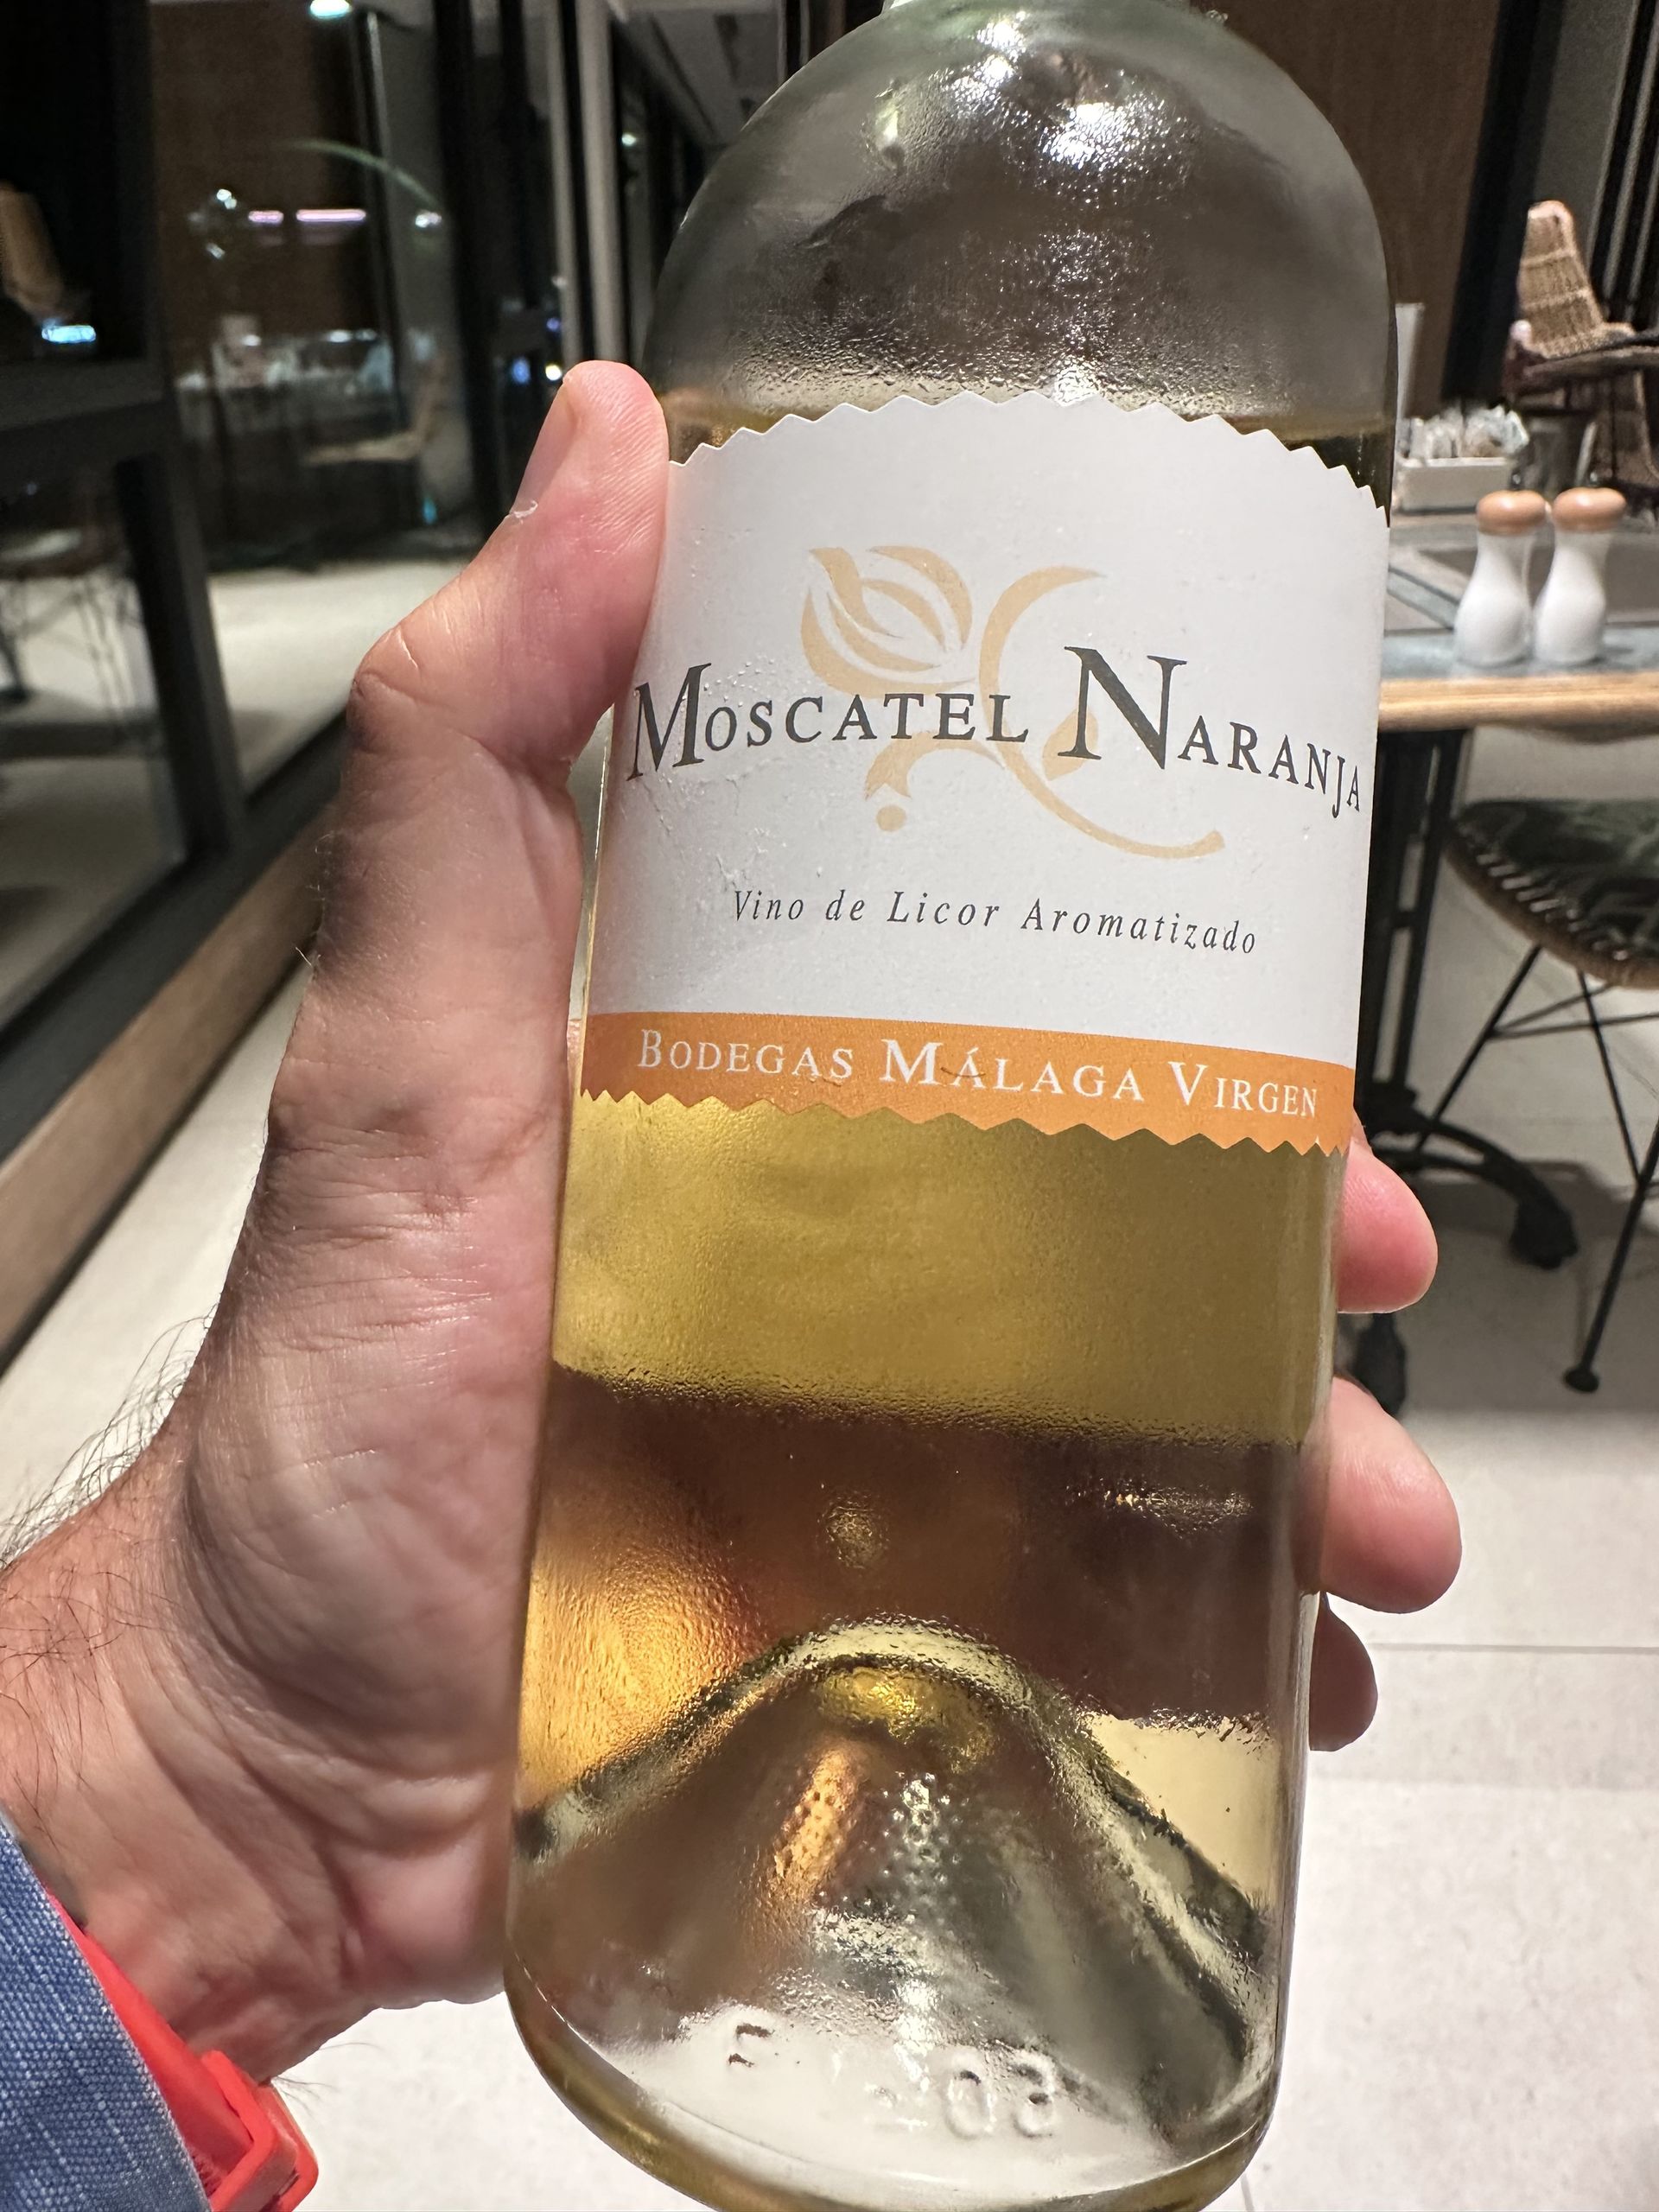 Moscatel Naranja
Vino de Licor Aromatizado
Bodegas Málaga Virgen